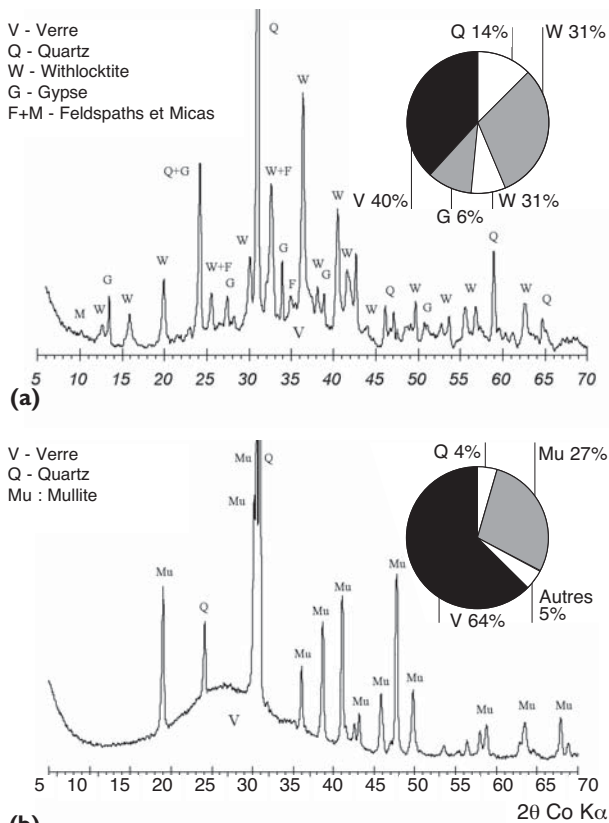 V - Verre
Q - Quartz
W - Withlocktite
G - Gypse
F+M - Feldspaths et Micas
Q 14% W 31%
V 40% W 31%
G 6%
Q
W
Q+G
W+F
W
Q
W
W
W+F
G
W
W
G
W
G
M
W
G
W
G
F
W
Q
W
G
W
W
W
Q
V
5 10 15 20 25 30 35 40 45 50 55 60 65 70
(a)
V - Verre
Q - Quartz
Mu : Mullite
Q 4% Mu 27%
Autres
5%
V 64%
Mu Q
Mu
Mu
Q
Mu
Mu
Mu
Mu
Mu
Mu
Mu
Mu
Mu
Mu
Mu
V
5 10 15 20 25 30 35 40 45 50 55 60 65 70
2θ Co Kα
(b)